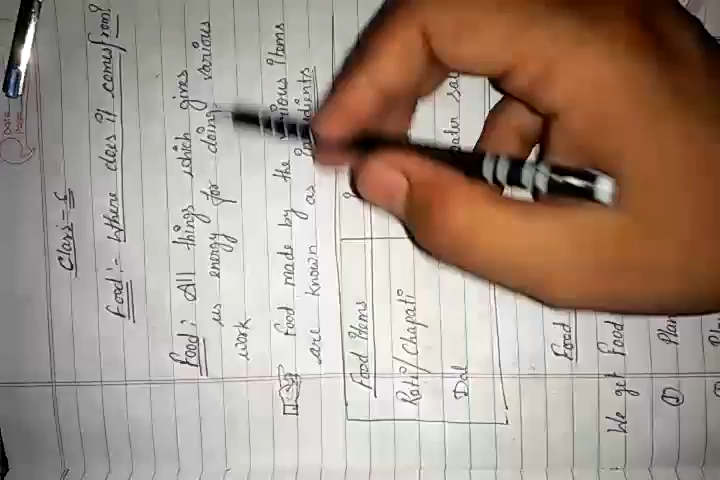 Date
Page
Class-6
Food :- Where does it comes from?
Food : All things which gives
us energy for doing various
work
Food made by the various items
are known as ingredients
Food Items
Roti/Chapati
Dal
Food
We get Food
①